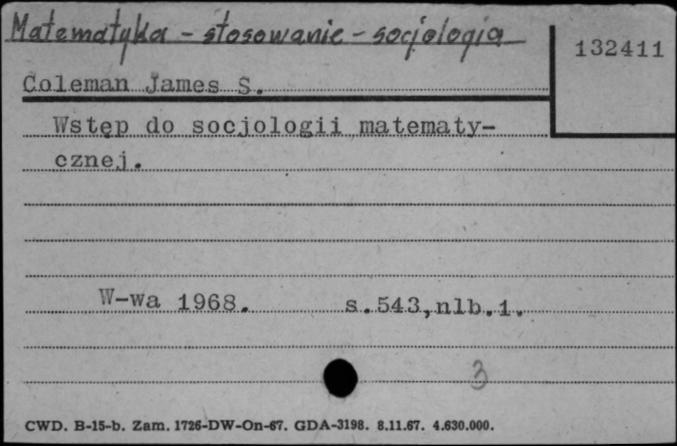 Matematyka - stosowanie - socjologia
132411
Coleman James S.
Wstęp do socjologii matematy-
cznej.
W-wa 1968. s.543,nlb.1.
3
CWD. B-15-b. Zam. 1726-DW-On-67. GDA-3198. 8.11.67. 4.630.000.